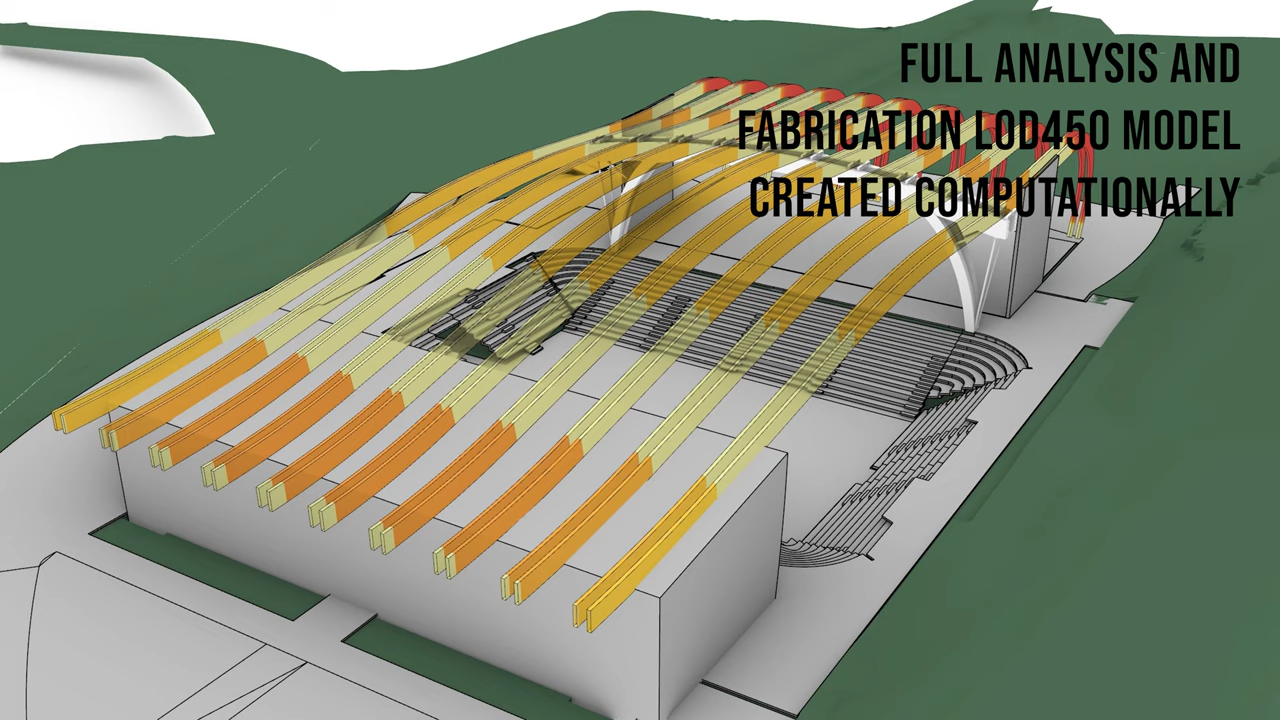 FULL ANALYSIS AND
FABRICATION LOD450 MODEL
CREATED COMPUTATIONALLY